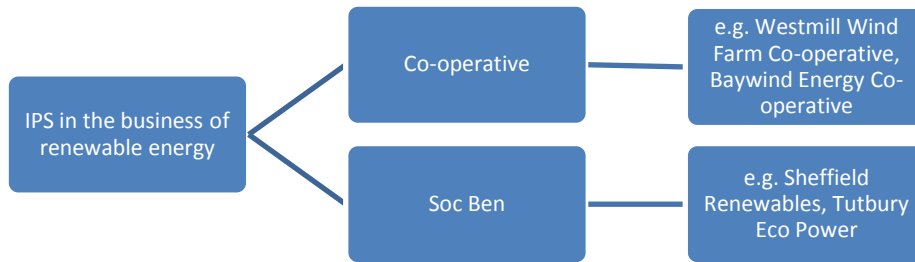 IPS in the business of
renewable energy
Co-operative
e.g. Westmill Wind
Farm Co-operative,
Baywind Energy Co-
operative
Soc Ben
e.g. Sheffield
Renewables, Tutbury
Eco Power